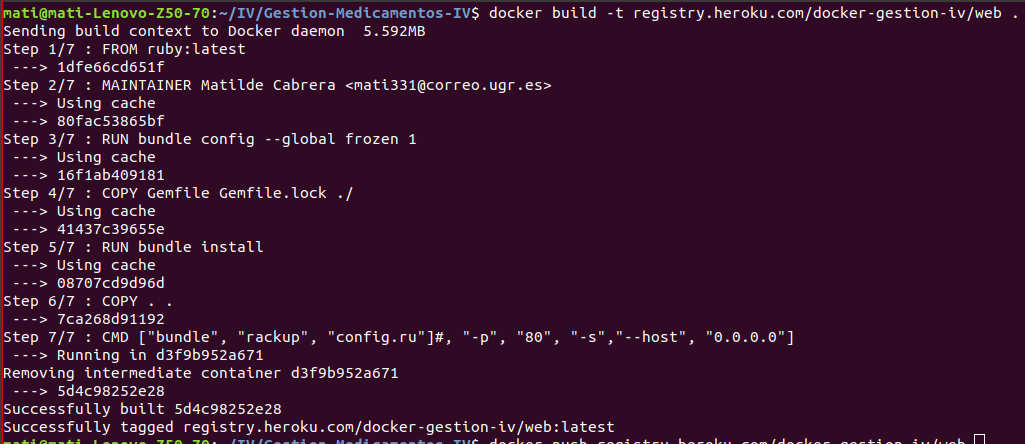 mati@mati-Lenovo-Z50-70:~/IV/Gestion-Medicamentos-IV$ docker build -t registry.heroku.com/docker-gestion-iv/web .
Sending build context to Docker daemon  5.592MB
Step 1/7 : FROM ruby:latest
 ---> 1dfe66cd651f
Step 2/7 : MAINTAINER Matilde Cabrera <mati331@correo.ugr.es>
 ---> Using cache
 ---> 80fac53865bf
Step 3/7 : RUN bundle config --global frozen 1
 ---> Using cache
 ---> 16f1ab409181
Step 4/7 : COPY Gemfile Gemfile.lock ./
 ---> Using cache
 ---> 41437c39655e
Step 5/7 : RUN bundle install
 ---> Using cache
 ---> 08707cd9d96d
Step 6/7 : COPY . .
 ---> 7ca268d91192
Step 7/7 : CMD ["bundle", "rackup", "config.ru"]#, "-p", "80", "-s","--host", "0.0.0.0"]
 ---> Running in d3f9b952a671
Removing intermediate container d3f9b952a671
 ---> 5d4c98252e28
Successfully built 5d4c98252e28
Successfully tagged registry.heroku.com/docker-gestion-iv/web:latest
mati@mati-Lenovo-Z50-70:~/IV/Gestion-Medicamentos-IV$ docker push registry.heroku.com/docker-gestion-iv/web